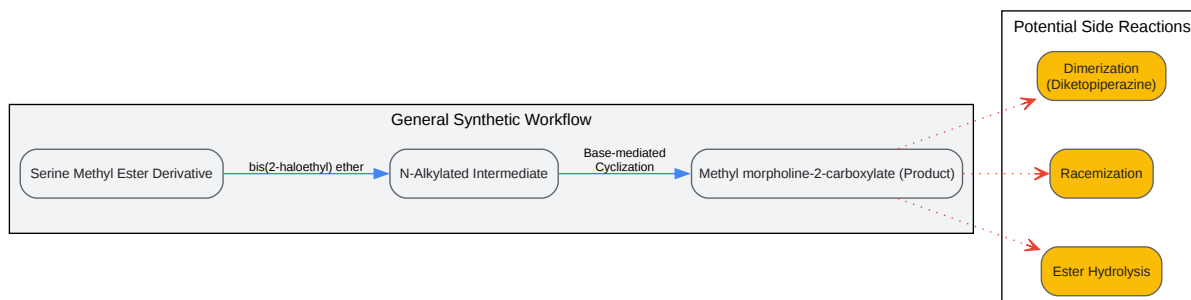 Potential Side Reactions
Dimerization
(Diketopiperazine)
General Synthetic Workflow
Serine Methyl Ester Derivative
bis(2-haloethyl) ether
N-Alkylated Intermediate
Base-mediated
Cyclization
Methyl morpholine-2-carboxylate (Product)
Racemization
Ester Hydrolysis